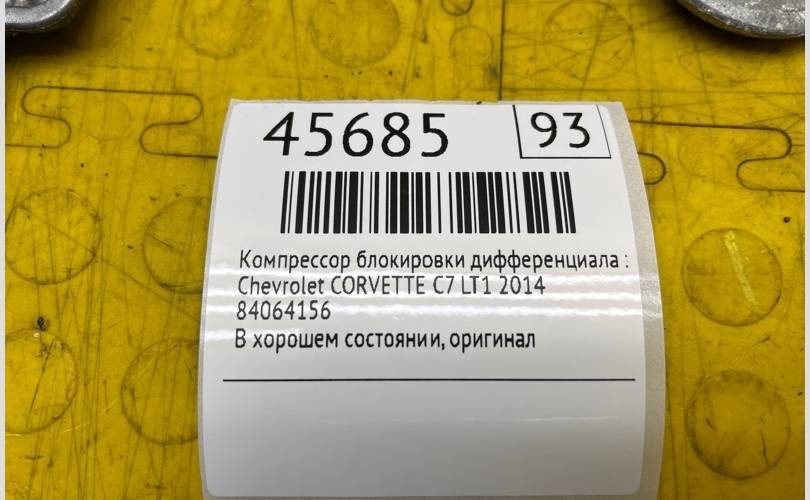 45685 93
Компрессор блокировки дифференциала :
Chevrolet CORVETTE C7 LT1 2014
84064156
В хорошем состоянии, оригинал